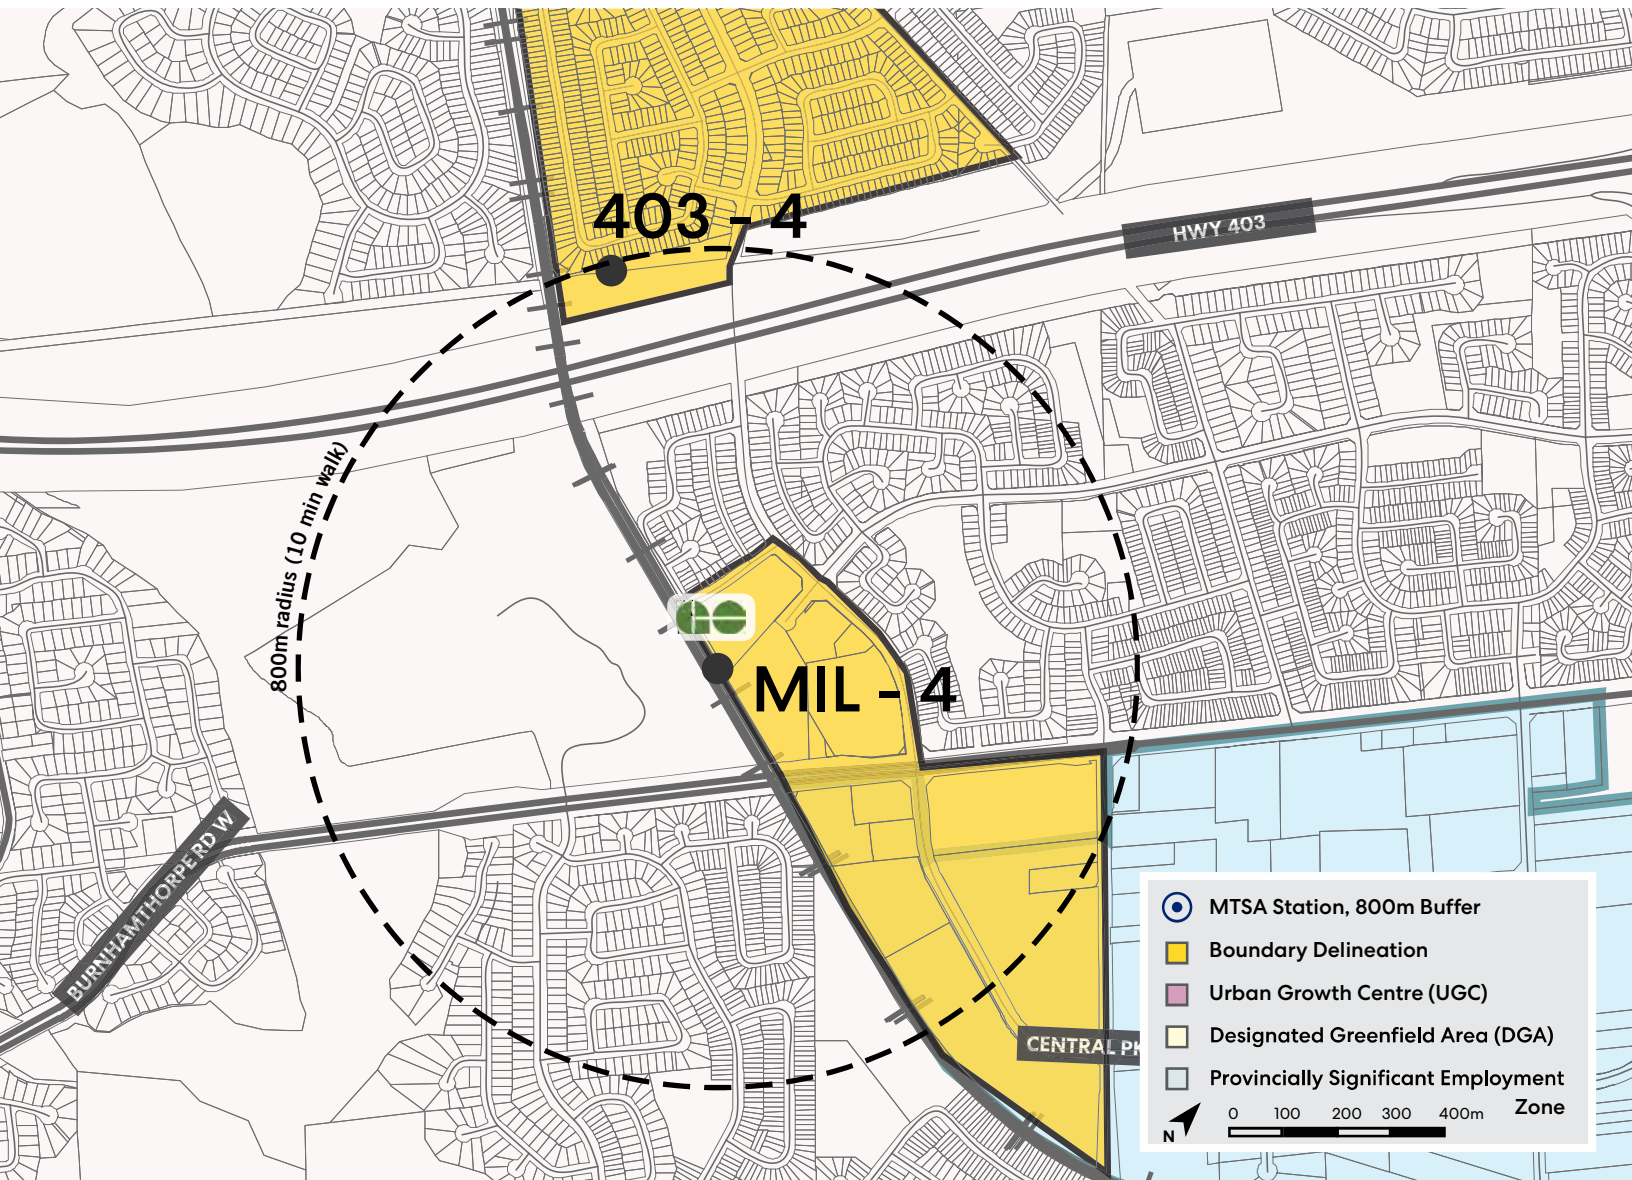 403 - 4
HWY 403
800m radius (10 min walk)
GO
MIL - 4
BURNHAMTHORPE RD W
CENTRAL PK
MTSA Station, 800m Buffer
Boundary Delineation
Urban Growth Centre (UGC)
Designated Greenfield Area (DGA)
Provincially Significant Employment
Zone
N
0 100 200 300 400m